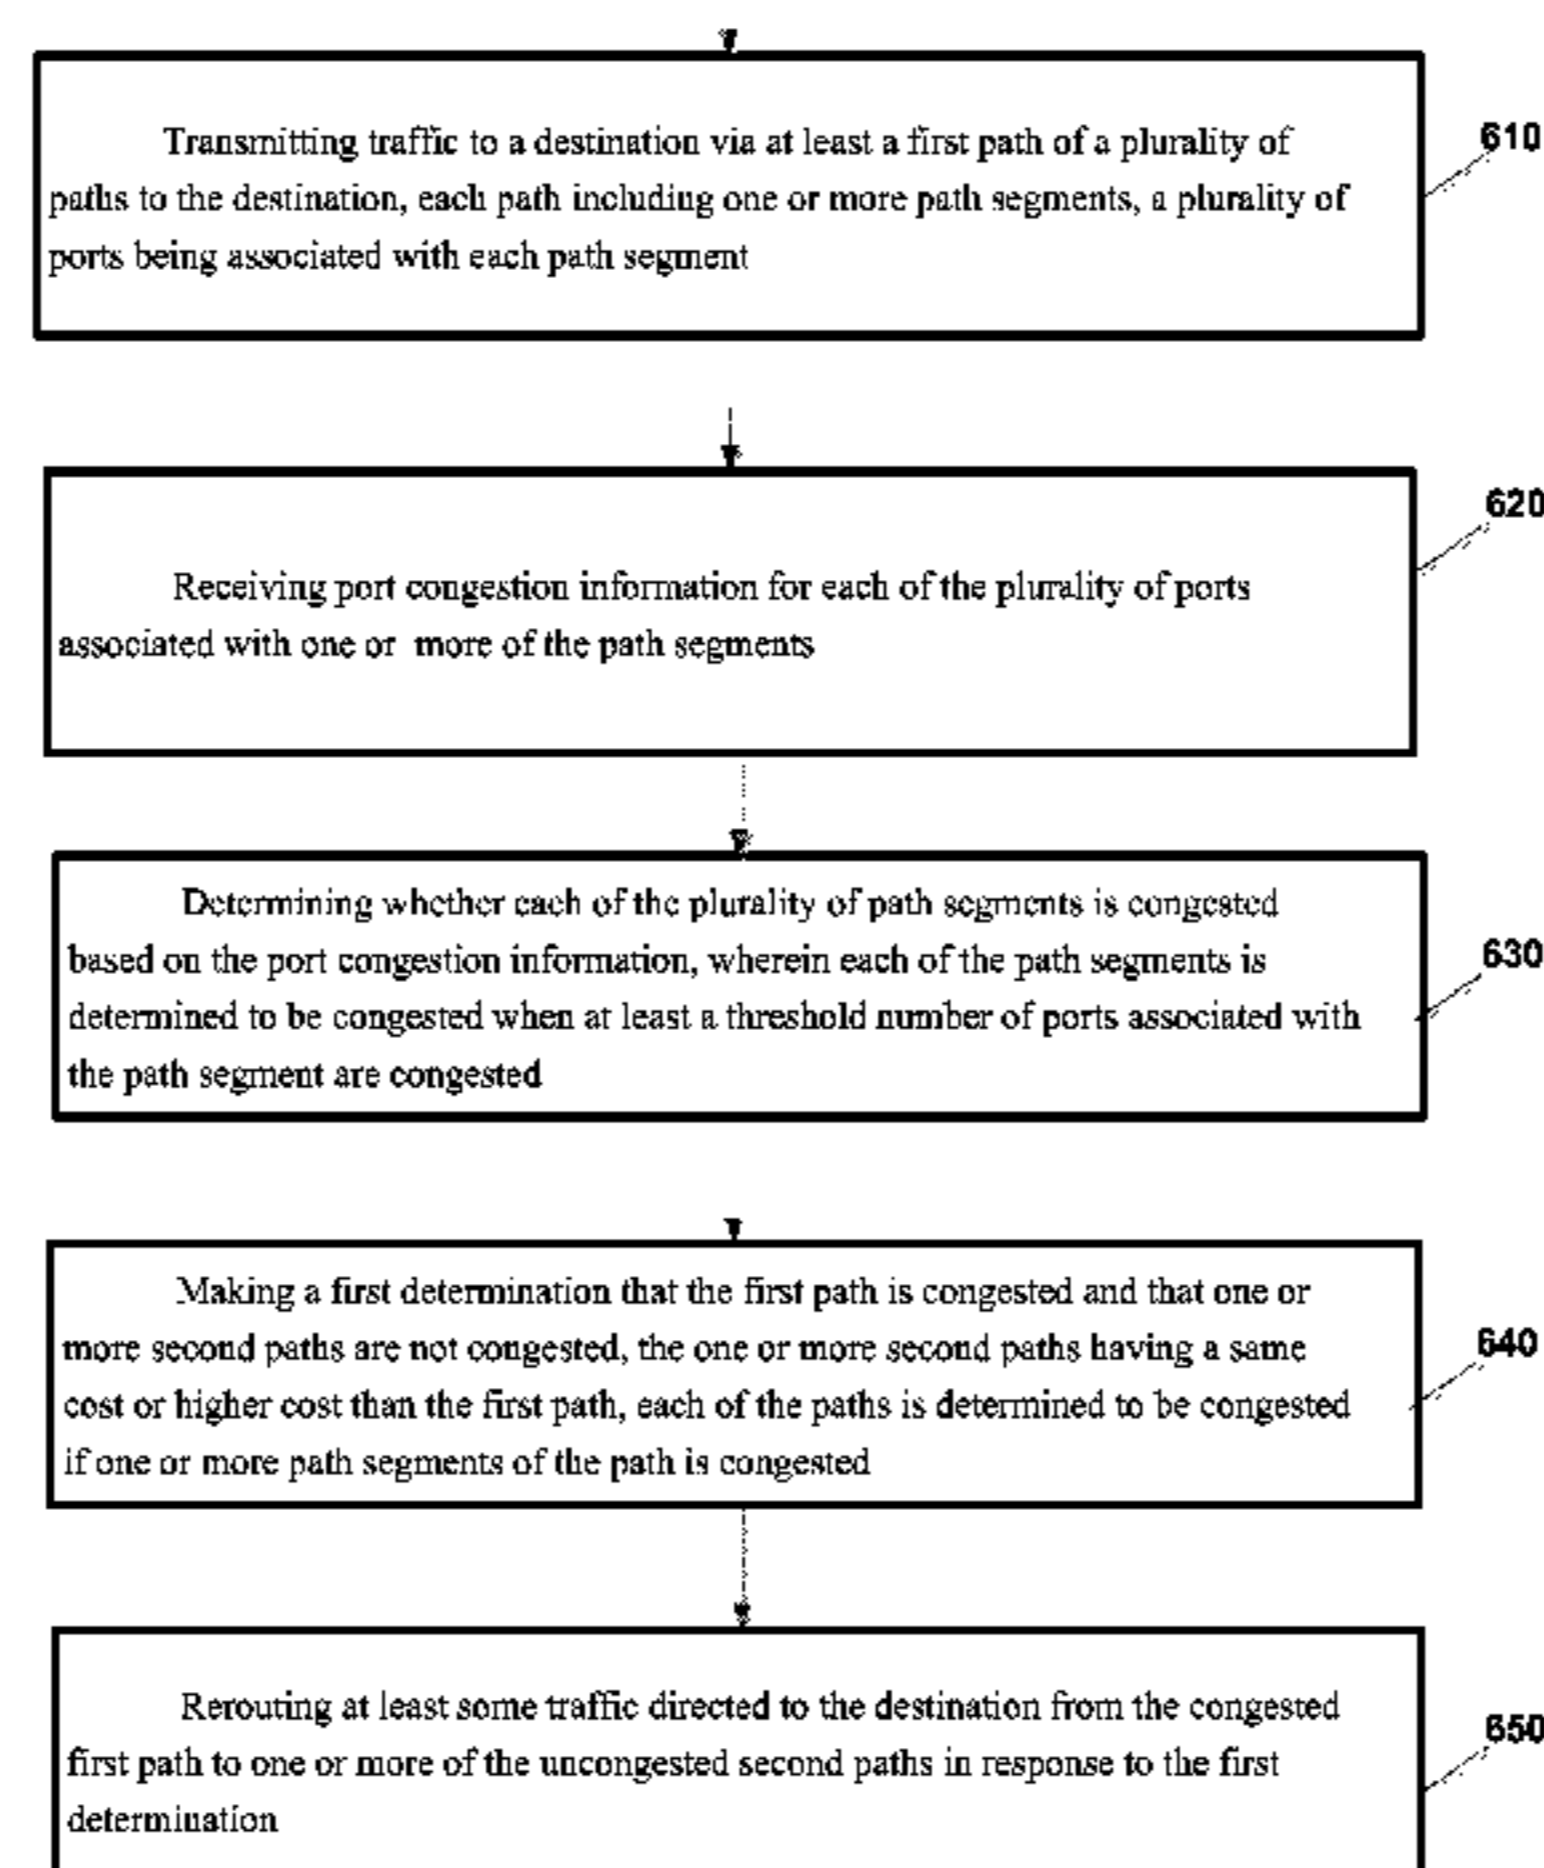 Transmitting traffic to a destination via at least a first path of a plurality of
paths to the destination, each path including one or more path segments, a plurality of
ports being associated with each path segment
610
620
Receiving port congestion information for each of the plurality of ports
associated with one or more of the path segments
Determining whether each of the plurality of path segments is congested
based on the port congestion information, wherein each of the path segments is
determined to be congested when at least a threshold number of ports associated with
the path segment are congested
630
Making a first determination that the first path is congested and that one or
more second paths are not congested, the one or more second paths having a same
cost or higher cost than the first path, each of the paths is determined to be congested
if one or more path segments of the path is congested
640
Rerouting at least some traffic directed to the destination from the congested
first path to one or more of the uncongested second paths in response to the first
determination
650